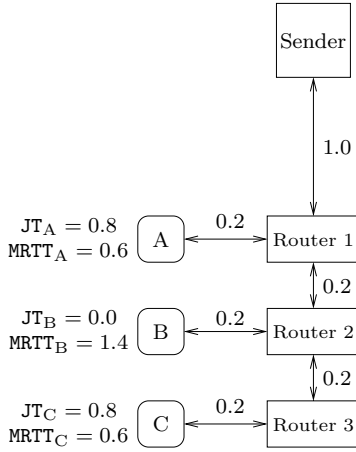 Sender
1.0
JT_A = 0.8
MRTT_A = 0.6
A
0.2
Router 1
0.2
JT_B = 0.0
MRTT_B = 1.4
B
0.2
Router 2
0.2
JT_C = 0.8
MRTT_C = 0.6
C
0.2
Router 3